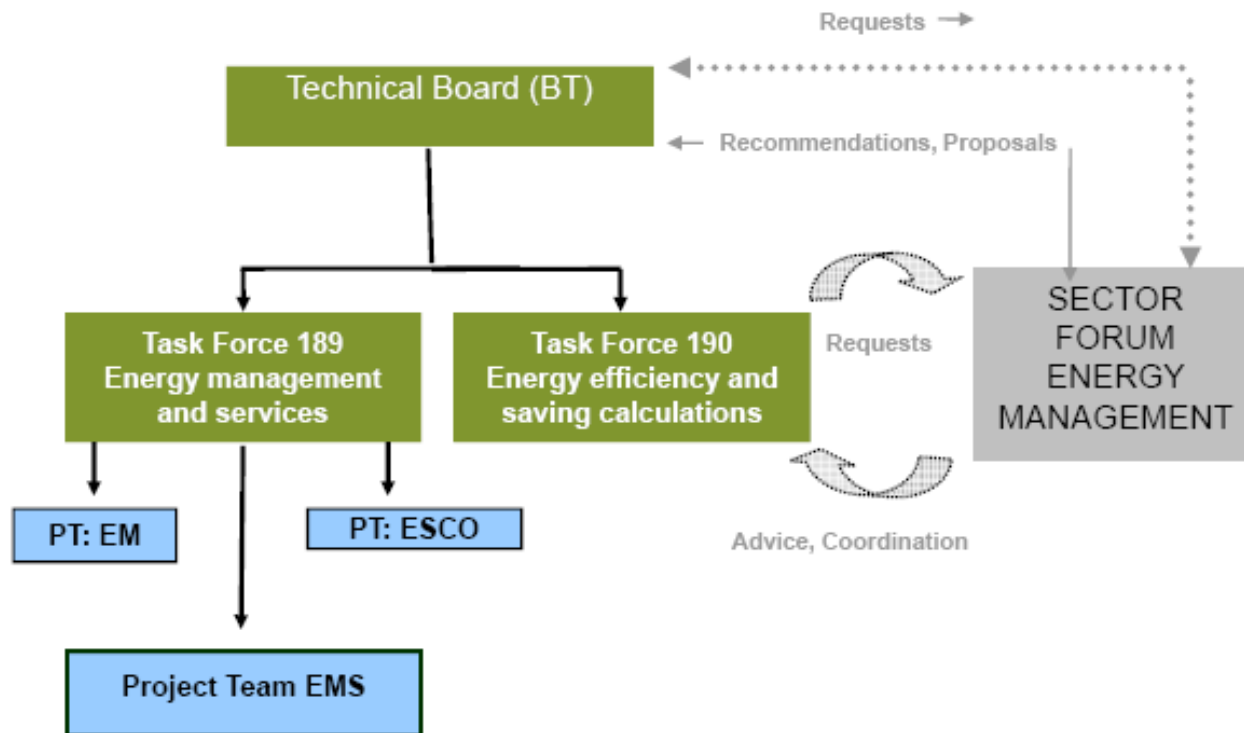 Requests
Technical Board (BT)
Recommendations, Proposals
Task Force 189
Energy management
and services
Task Force 190
Energy efficiency and
saving calculations
Requests
SECTOR
FORUM
ENERGY
MANAGEMENT
PT: EM
PT: ESCO
Advice, Coordination
Project Team EMS